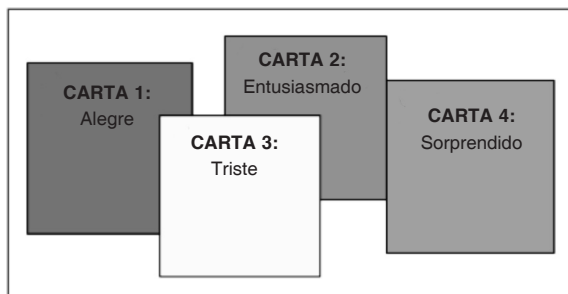 CARTA 1:
Alegre
CARTA 2:
Entusiasmado
CARTA 3:
Triste
CARTA 4:
Sorprendido